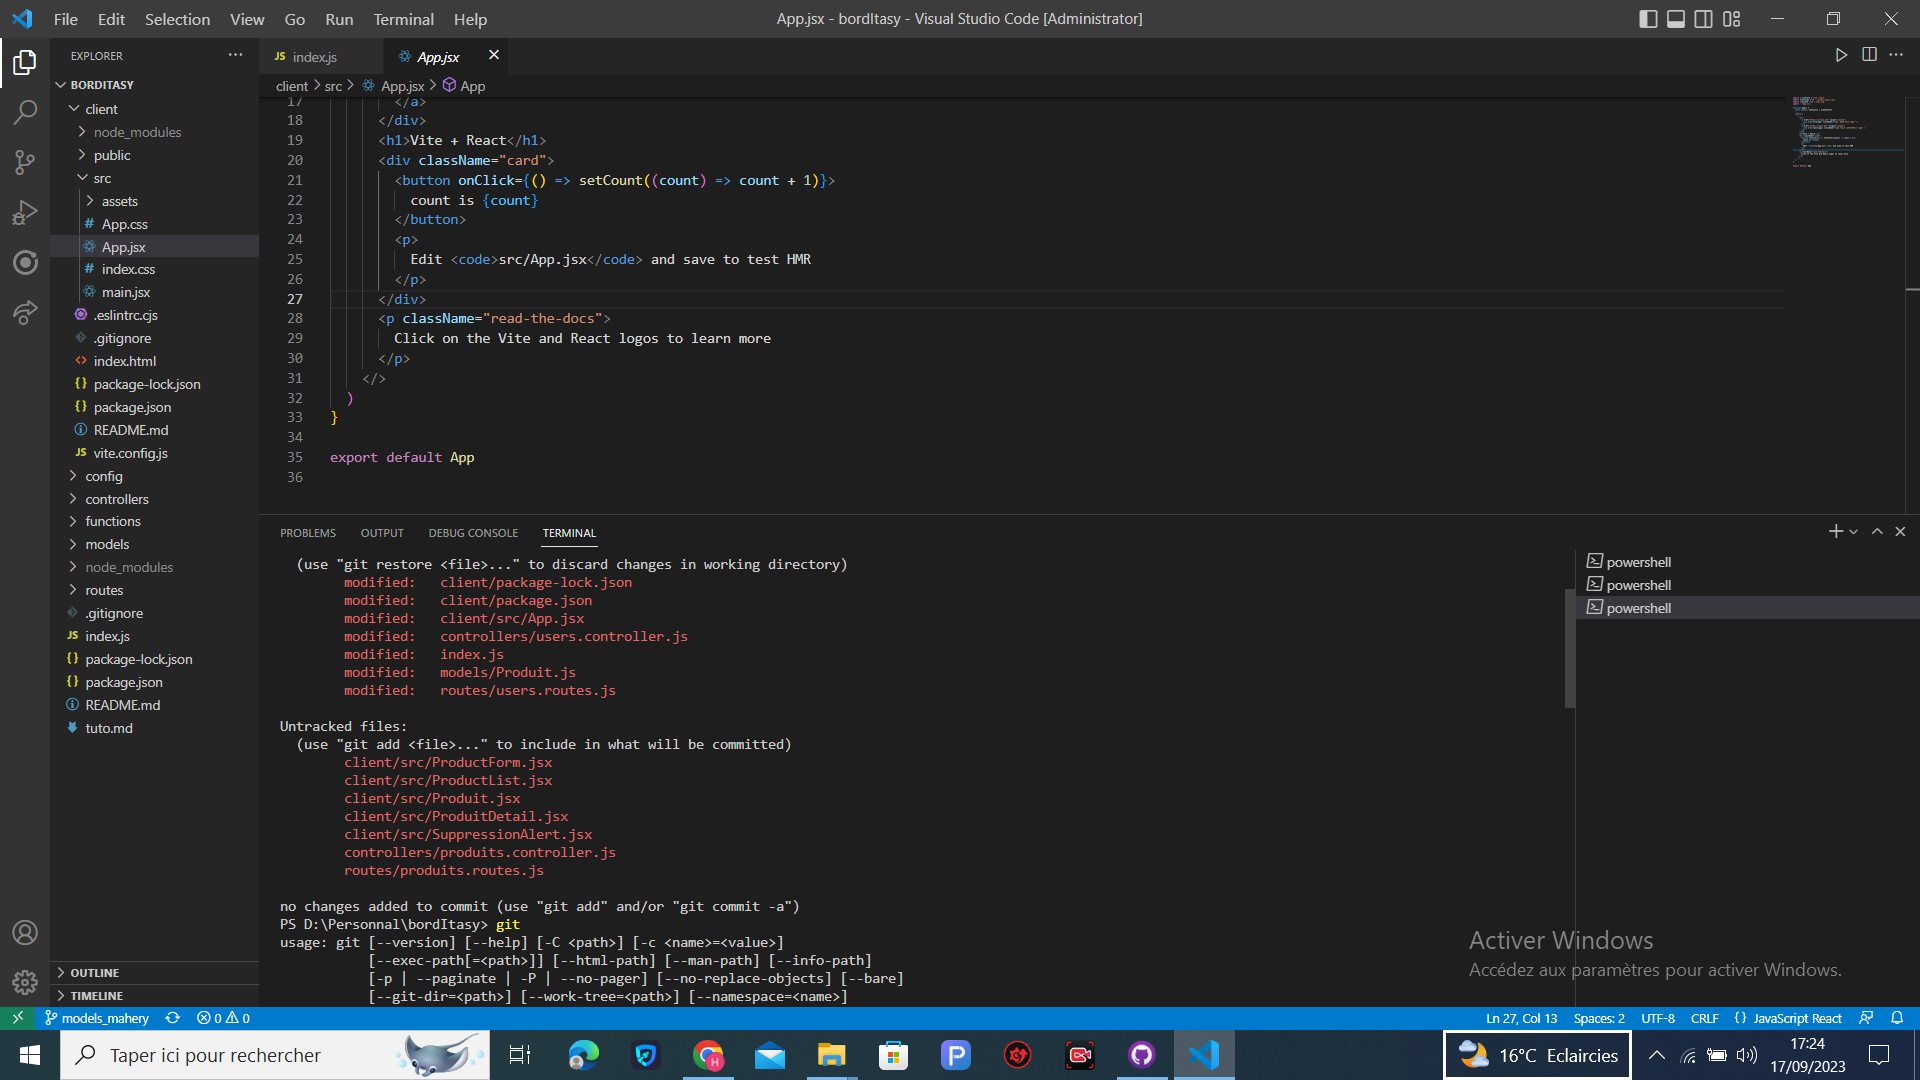 File Edit Selection View Go Run Terminal Help
App.jsx - bordItasy - Visual Studio Code [Administrator]
EXPLORER
BORDITASY
client
node_modules
public
src
assets
App.css
App.jsx
index.css
main.jsx
.eslintrc.cjs
.gitignore
index.html
package-lock.json
package.json
README.md
vite.config.js
config
controllers
functions
models
node_modules
routes
.gitignore
index.js
package-lock.json
package.json
README.md
tuto.md
OUTLINE
TIMELINE
index.js
App.jsx
client > src > App.jsx > App
17 </a>
18 </div>
19 <h1>Vite + React</h1>
20 <div className="card">
21 <button onClick={() => setCount((count) => count + 1)}>
22 count is {count}
23 </button>
24 <p>
25 Edit <code>src/App.jsx</code> and save to test HMR
26 </p>
27 </div>
28 <p className="read-the-docs">
29 Click on the Vite and React logos to learn more
30 </p>
31 </>
32 )
33 }
34
35 export default App
36
PROBLEMS OUTPUT DEBUG CONSOLE TERMINAL
(use "git restore <file>..." to discard changes in working directory)
modified: client/package-lock.json
modified: client/package.json
modified: client/src/App.jsx
modified: controllers/users.controller.js
modified: index.js
modified: models/Produit.js
modified: routes/users.routes.js
Untracked files:
(use "git add <file>..." to include in what will be committed)
client/src/ProductForm.jsx
client/src/ProductList.jsx
client/src/Produit.jsx
client/src/ProduitDetail.jsx
client/src/SuppressionAlert.jsx
controllers/produits.controller.js
routes/produits.routes.js
no changes added to commit (use "git add" and/or "git commit -a")
PS D:\Personnal\bordItasy> git
usage: git [--version] [--help] [-C <path>] [-c <name>=<value>]
[--exec-path[=<path>]] [--html-path] [--man-path] [--info-path]
[-p | --paginate | -P | --no-pager] [--no-replace-objects] [--bare]
[--git-dir=<path>] [--work-tree=<path>] [--namespace=<name>]
powershell
powershell
powershell
Activer Windows
Accédez aux paramètres pour activer Windows.
models_mahery 0 0
Ln 27, Col 13 Spaces: 2 UTF-8 CRLF {} JavaScript React
Taper ici pour rechercher
16°C Eclaircies
17:24
17/09/2023